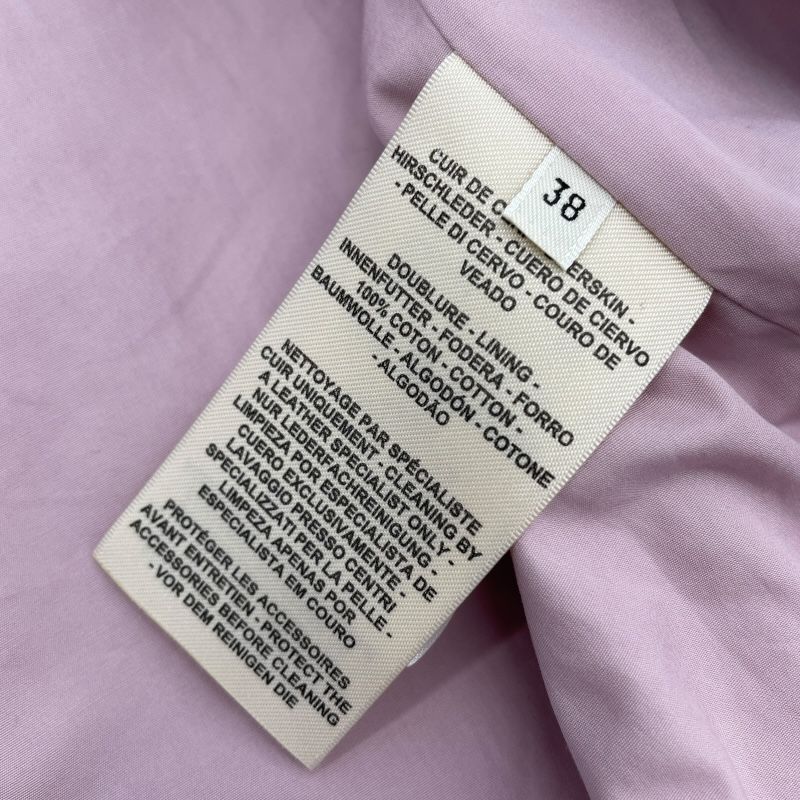 38
CUIR DE
HIRSCHLEDER - CUERO DE CIERVO
- PELLE DI CERVO - COURO DE
VEADO
DOUBLURE - LINING -
INNENFUTTER - FODERA - FORRO
100% COTON - COTTON -
BAUMWOLLE - ALGODÓN - COTONE
- ALGODÃO
NETTOYAGE PAR SPÉCIALISTE
CUIR UNIQUEMENT - CLEANING BY
A LEATHER SPECIALIST ONLY -
NUR LEDERFACHREINIGUNG -
LIMPIEZA POR ESPECIALISTA DE
CUERO EXCLUSIVAMENTE -
LAVAGGIO PRESSO CENTRI
SPECIALIZZATI PER LA PELLE -
LIMPEZA APENAS POR
ESPECIALISTA EM COURO
PROTÉGER LES ACCESSOIRES
AVANT ENTRETIEN - PROTECT THE
ACCESSORIES BEFORE CLEANING
- VOR DEM REINIGEN DIE